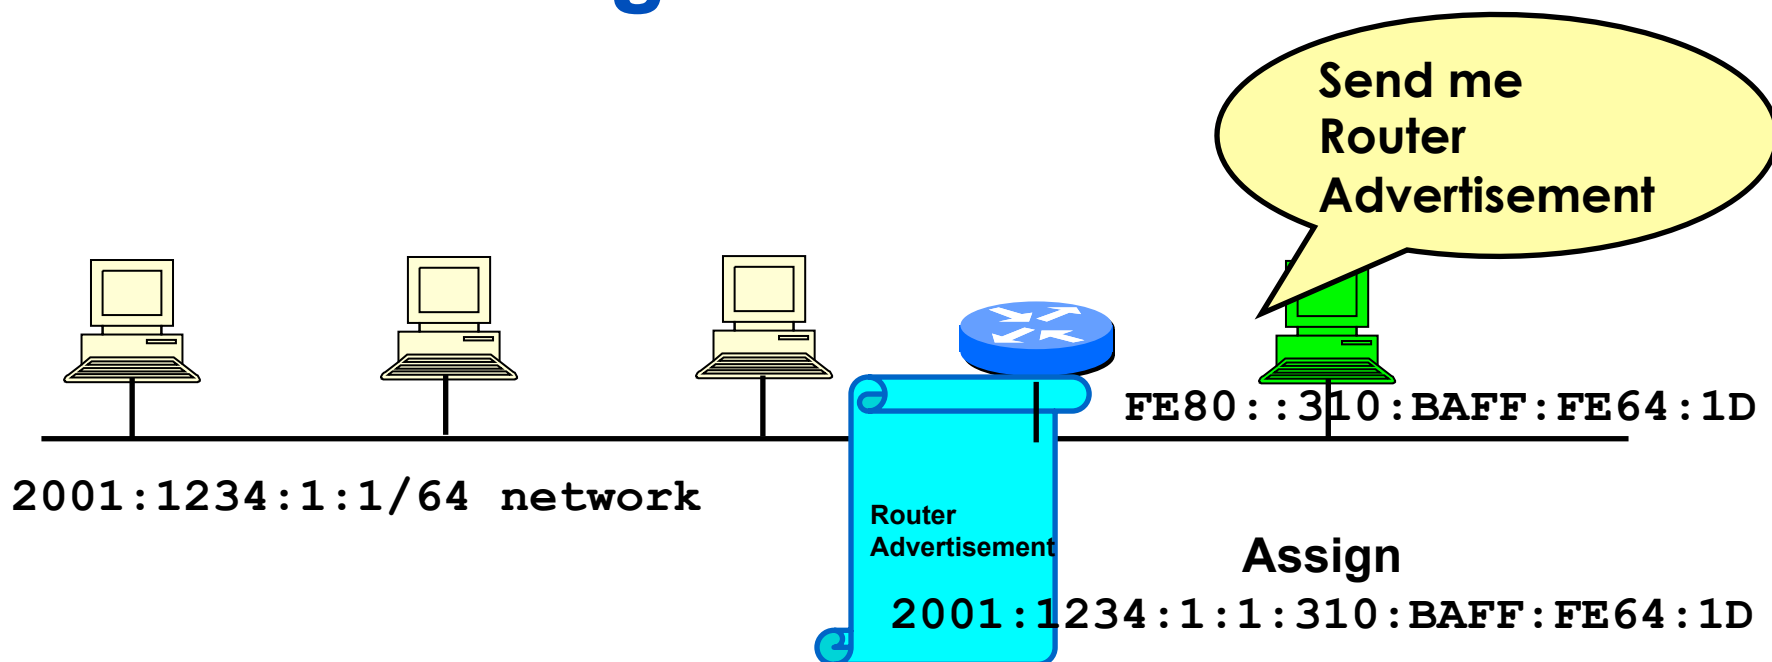 Send me
Router
Advertisement
FE80::310:BAFF:FE64:1D
2001:1234:1:1/64 network
Router
Advertisement
Assign
2001:1234:1:1:310:BAFF:FE64:1D